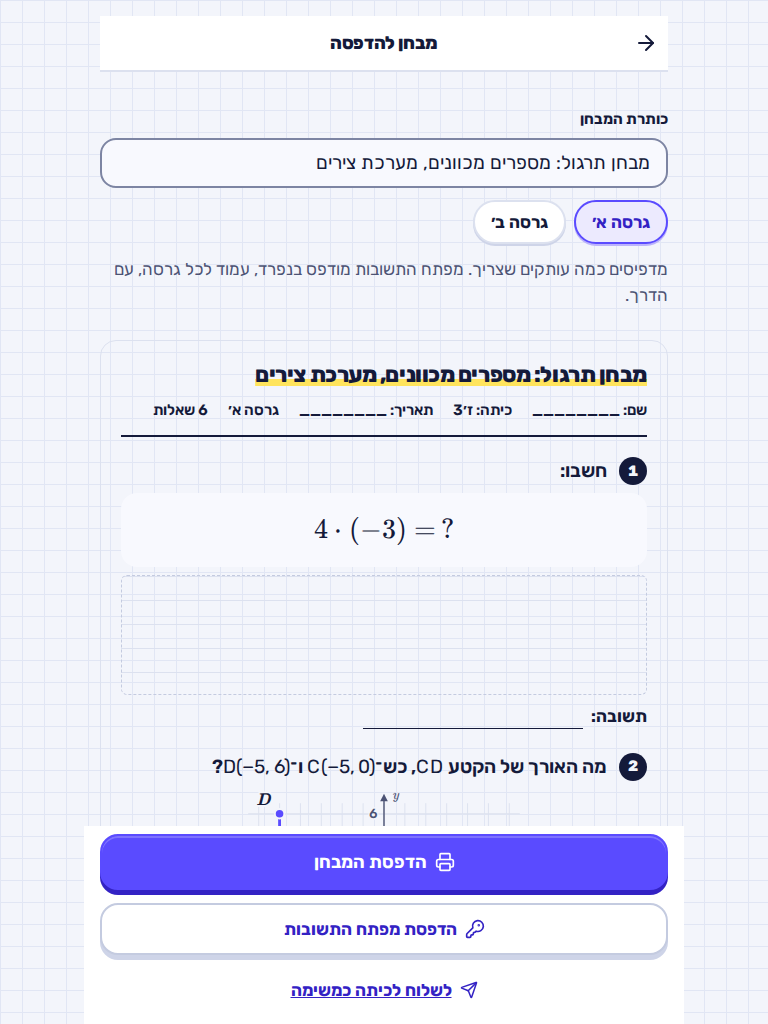 מבחן להדפסה
כותרת המבחן
מבחן תרגול: מספרים מכוונים, מערכת צירים
גרסה א׳
גרסה ב׳
מדפיסים כמה עותקים שצריך. מפתח התשובות מודפס בנפרד, עמוד לכל גרסה, עם
הדרך.
מבחן תרגול: מספרים מכוונים, מערכת צירים
שם: ________ כיתה: ז׳3 תאריך: ________ גרסה א׳ 6 שאלות
1 חשבו:
4 · (−3) = ?
תשובה:
2 מה האורך של הקטע CD, כש־C(−5, 0) ו־D(−5, 6)?
D
y
6
הדפסת המבחן
הדפסת מפתח התשובות
לשלוח לכיתה כמשימה